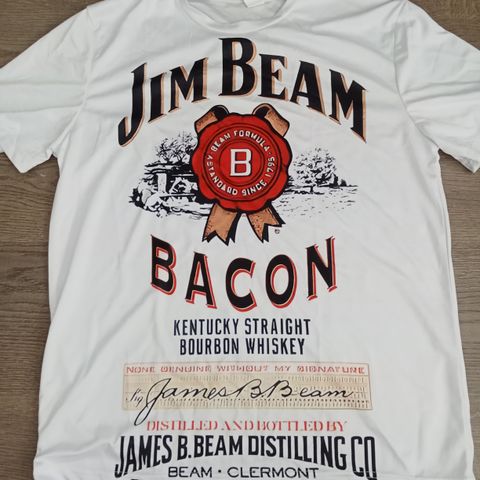 JIM BEAM
BEAM FORMULA
B
A STANDARD SINCE 1795
BACON
KENTUCKY STRAIGHT
BOURBON WHISKEY
NONE GENUINE WITHOUT MY SIGNATURE
James B. Beam
DISTILLED AND BOTTLED BY
JAMES B. BEAM DISTILLING CO
BEAM · CLERMONT